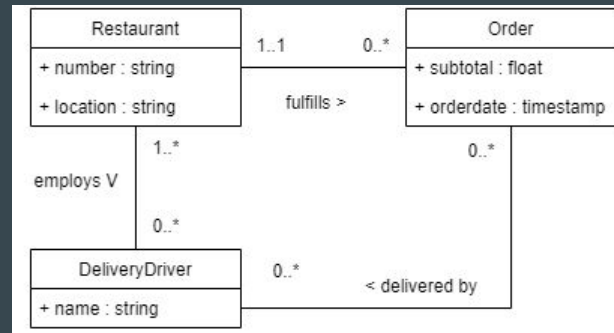 Restaurant
+ number : string
+ location : string
1..1
0..*
fulfills >
Order
+ subtotal : float
+ orderdate : timestamp
1..*
employs V
0..*
0..*
DeliveryDriver
+ name : string
0..*
< delivered by